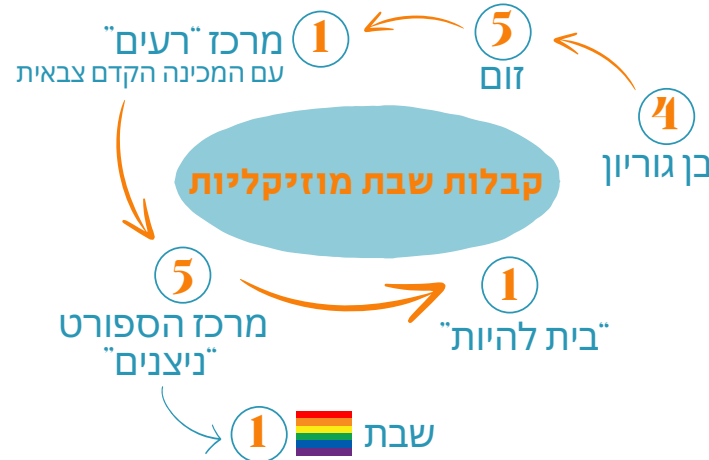 4
בן גוריון
5
זום
1
מרכז "רעים"
עם המכינה הקדם צבאית
קבלות שבת מוזיקליות
5
מרכז הספורט
"ניצנים"
1
"בית להיות"
שבת
1